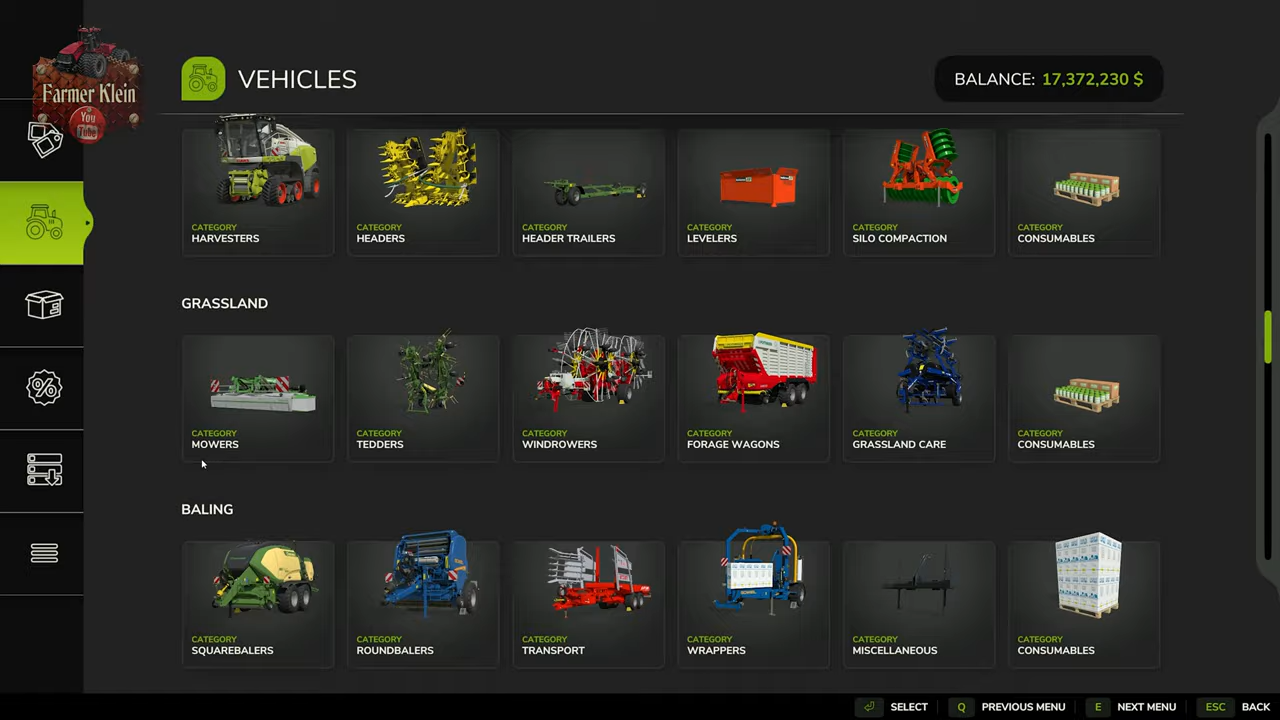 Farmer Klein
You
Tube
VEHICLES
BALANCE: 17,372,230 $
CATEGORY
HARVESTERS
CATEGORY
HEADERS
CATEGORY
HEADER TRAILERS
CATEGORY
LEVELERS
CATEGORY
SILO COMPACTION
CATEGORY
CONSUMABLES
GRASSLAND
CATEGORY
MOWERS
CATEGORY
TEDDERS
CATEGORY
WINDROWERS
CATEGORY
FORAGE WAGONS
CATEGORY
GRASSLAND CARE
CATEGORY
CONSUMABLES
BALING
CATEGORY
SQUAREBALERS
CATEGORY
ROUNDBALERS
CATEGORY
TRANSPORT
CATEGORY
WRAPPERS
CATEGORY
MISCELLANEOUS
CATEGORY
CONSUMABLES
SELECT
Q PREVIOUS MENU
E NEXT MENU
ESC BACK